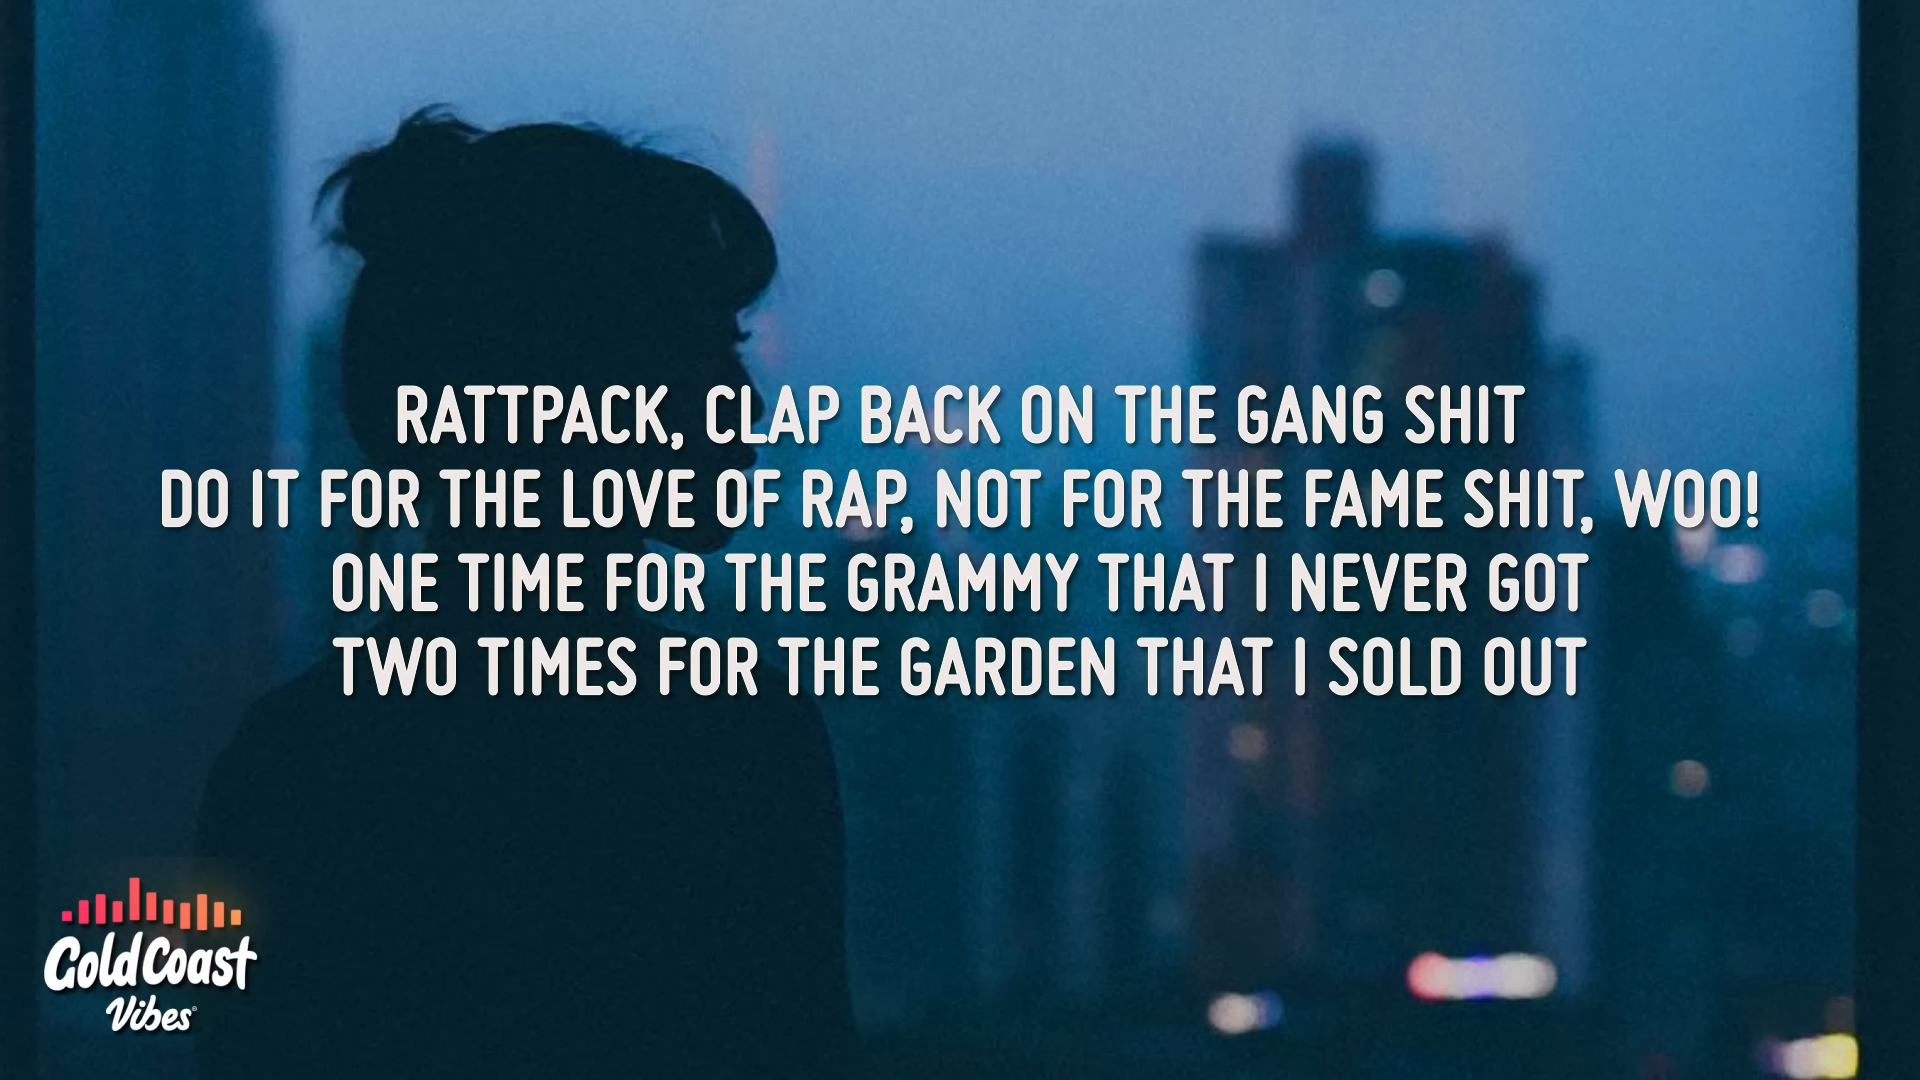 RATTPACK, CLAP BACK ON THE GANG SHIT
DO IT FOR THE LOVE OF RAP, NOT FOR THE FAME SHIT, WOO!
ONE TIME FOR THE GRAMMY THAT I NEVER GOT
TWO TIMES FOR THE GARDEN THAT I SOLD OUT
Gold Coast
Vibes